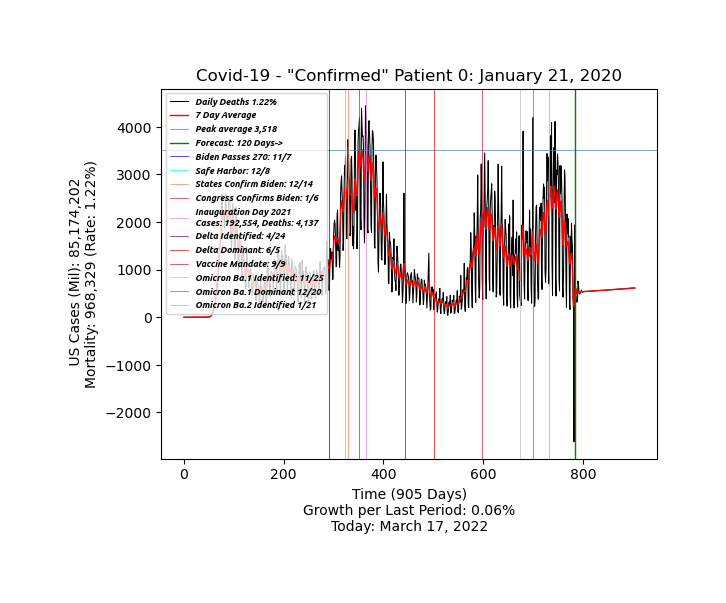 Covid-19 - "Confirmed" Patient 0: January 21, 2020
Daily Deaths 1.22%
7 Day Average
Peak average 3,518
Forecast: 120 Days->
Biden Passes 270: 11/7
Safe Harbor: 12/8
States Confirm Biden: 12/14
Congress Confirms Biden: 1/6
Inauguration Day 2021
Cases: 192,554, Deaths: 4,137
Delta Identified: 4/24
Delta Dominant: 6/5
Vaccine Mandate: 9/9
Omicron Ba.1 Identified: 11/25
Omicron Ba.1 Dominant 12/20
Omicron Ba.2 Identified 1/21
4000
3000
2000
1000
0
−1000
−2000
US Cases (Mil): 85,174,202
Mortality: 968,329 (Rate: 1.22%)
0 200 400 600 800
Time (905 Days)
Growth per Last Period: 0.06%
Today: March 17, 2022